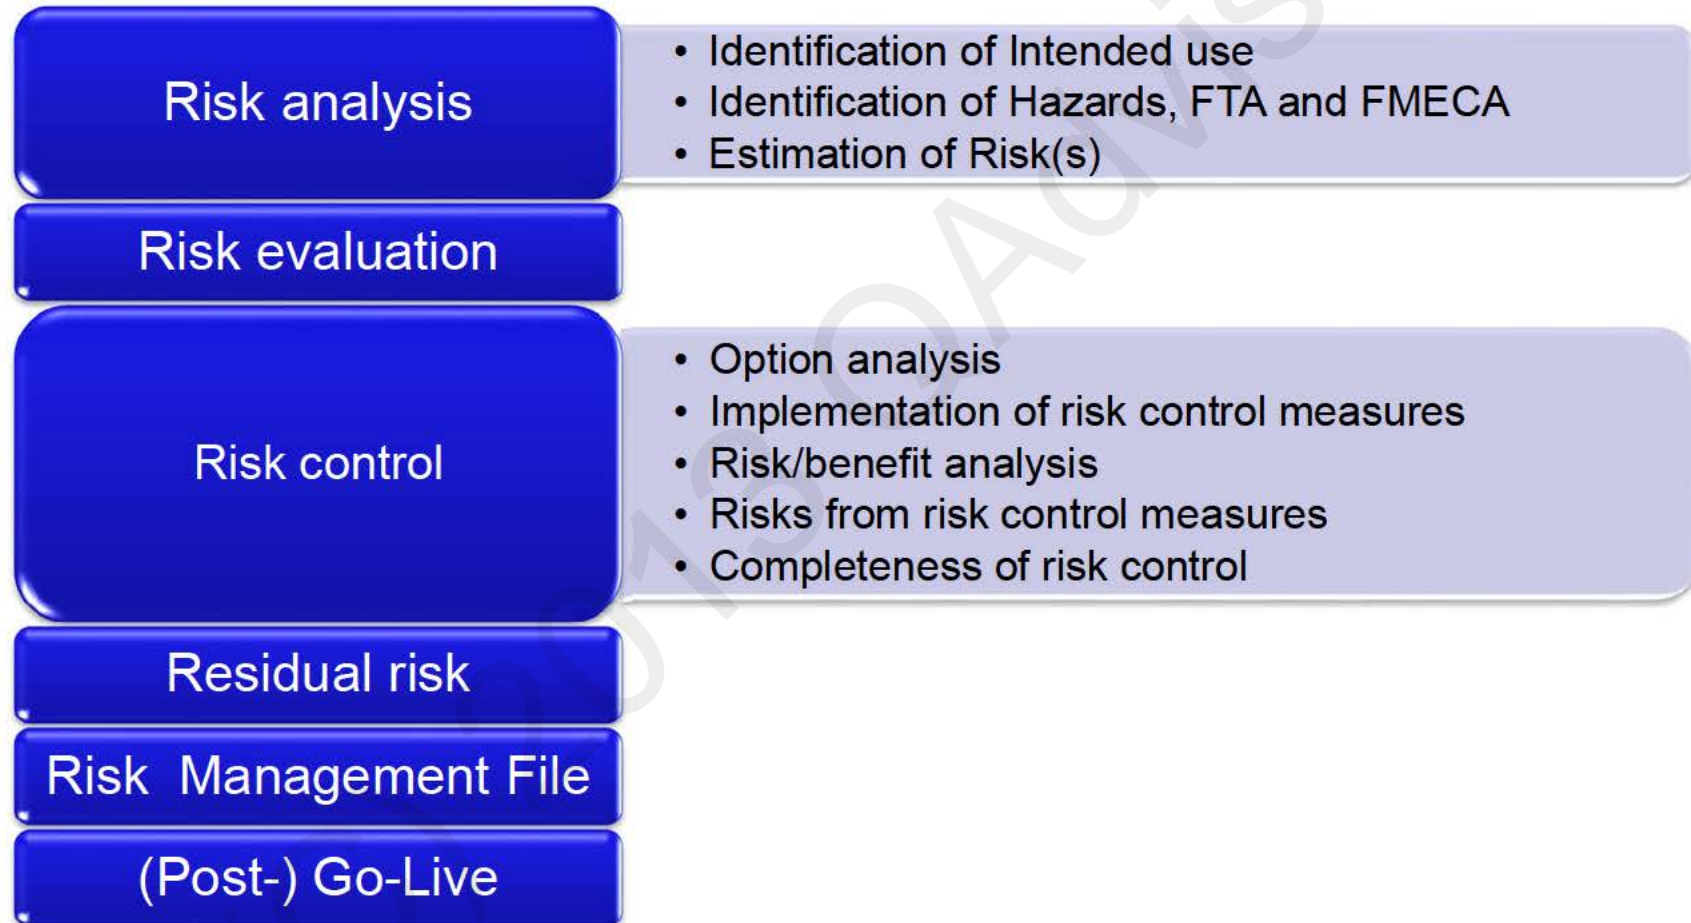 Risk analysis
• Identification of Intended use
• Identification of Hazards, FTA and FMECA
• Estimation of Risk(s)
Risk evaluation
Risk control
• Option analysis
• Implementation of risk control measures
• Risk/benefit analysis
• Risks from risk control measures
• Completeness of risk control
Residual risk
Risk  Management File
(Post-) Go-Live
2013 QAdvis